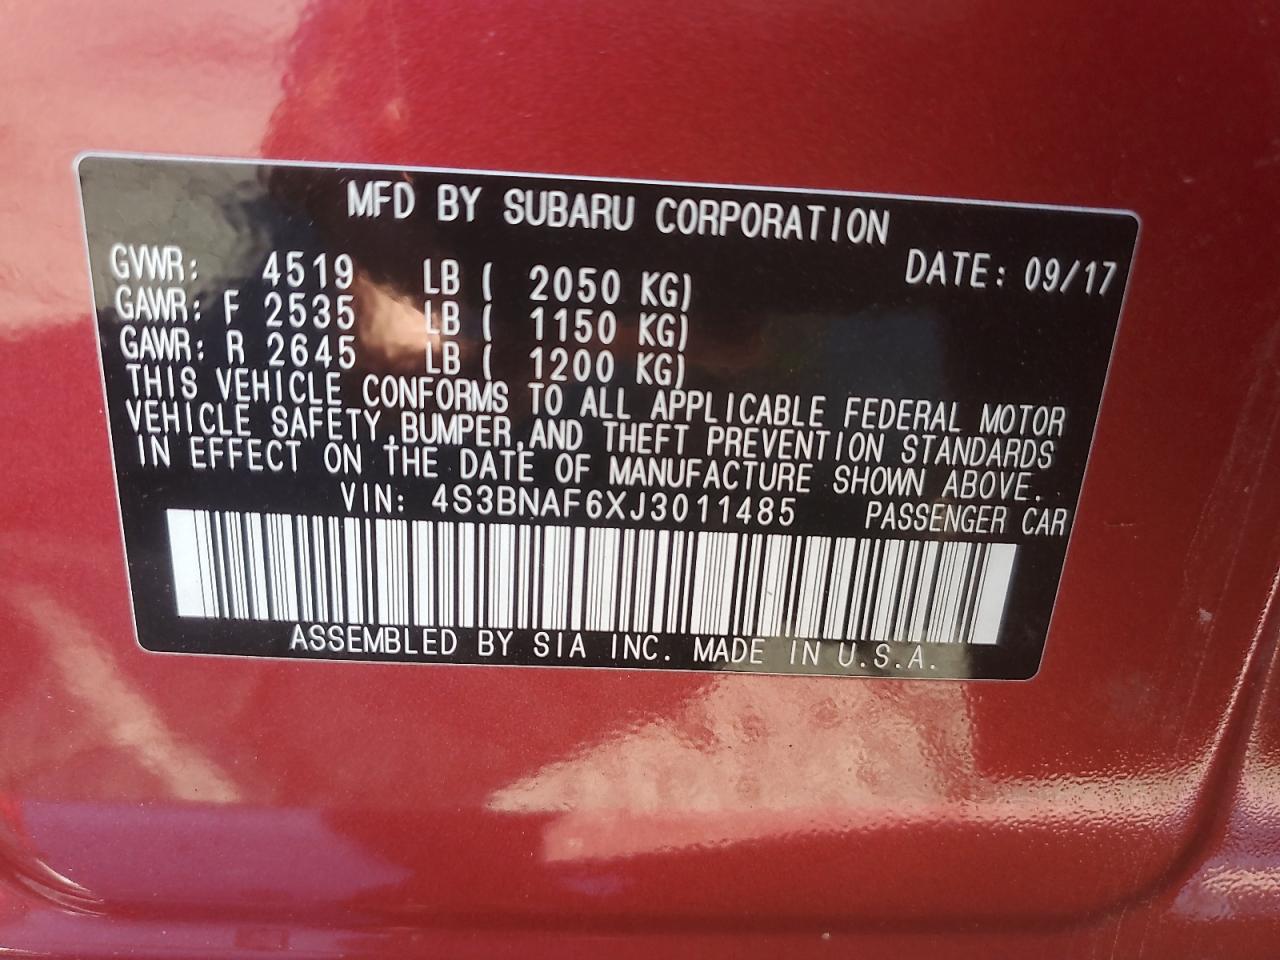 MFD BY SUBARU CORPORATION
DATE: 09/17
GVWR: 4519 LB ( 2050 KG)
GAWR: F 2535 LB ( 1150 KG)
GAWR: R 2645 LB ( 1200 KG)
THIS VEHICLE CONFORMS TO ALL APPLICABLE FEDERAL MOTOR
VEHICLE SAFETY,BUMPER,AND THEFT PREVENTION STANDARDS
IN EFFECT ON THE DATE OF MANUFACTURE SHOWN ABOVE.
VIN: 4S3BNAF6XJ3011485 PASSENGER CAR
ASSEMBLED BY SIA INC. MADE IN U.S.A.